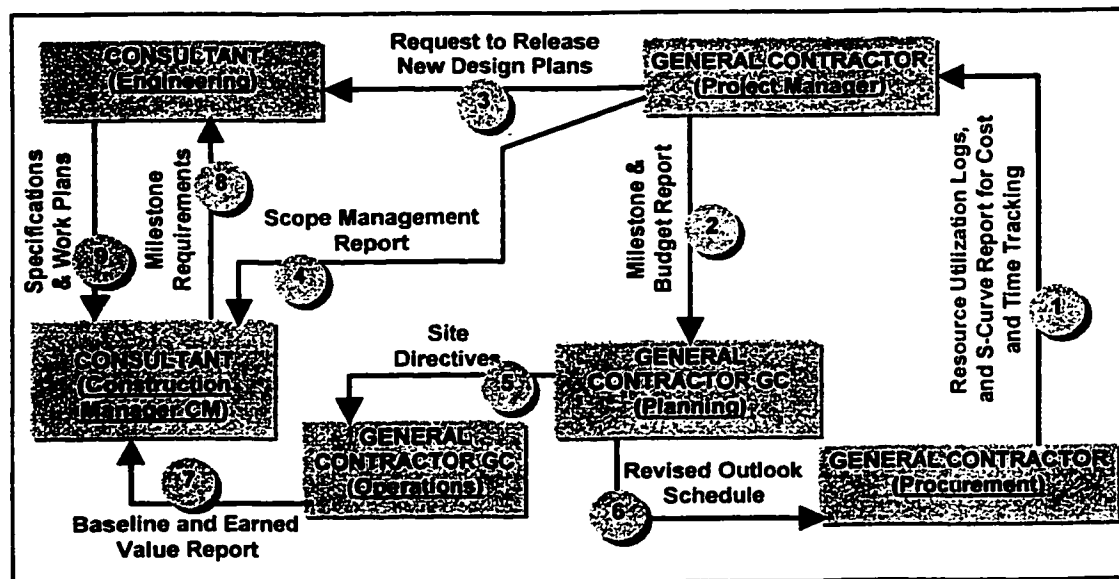 CONSULTANT
(Engineering)
Request to Release
New Design Plans
3
GENERAL CONTRACTOR
(Project Manager)
Specifications
& Work Plans
9
Milestone
Requirements
8
Scope Management
Report
4
Milestone &
Budget Report
2
Resource Utilization Logs,
and S-Curve Report for Cost
and Time Tracking
1
CONSULTANT
(Construction
Manager CM)
Site
Directives
5
GENERAL
CONTRACTOR GC
(Planning)
GENERAL
CONTRACTOR GC
(Operations)
7
Baseline and Earned
Value Report
6
Revised Outlook
Schedule
GENERAL CONTRACTOR
(Procurement)